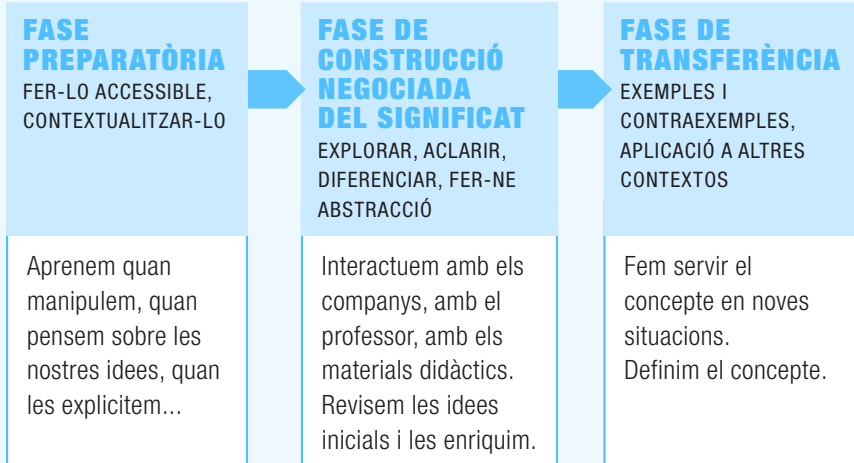 FASE
PREPARATÒRIA
FER-LO ACCESSIBLE,
CONTEXTUALITZAR-LO
Aprenem quan
manipulem, quan
pensem sobre les
nostres idees, quan
les explicitem...
FASE DE
CONSTRUCCIÓ
NEGOCIADA
DEL SIGNIFICAT
EXPLORAR, ACLARIR,
DIFERENCIAR, FER-NE
ABSTRACCIÓ
Interactuem amb els
companys, amb el
professor, amb els
materials didàctics.
Revisem les idees
inicials i les enriquim.
FASE DE
TRANSFERÈNCIA
EXEMPLES I
CONTRAEXEMPLES,
APLICACIÓ A ALTRES
CONTEXTOS
Fem servir el
concepte en noves
situacions.
Definim el concepte.